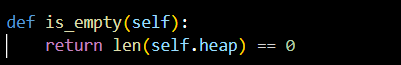 def is_empty(self):
    return len(self.heap) == 0